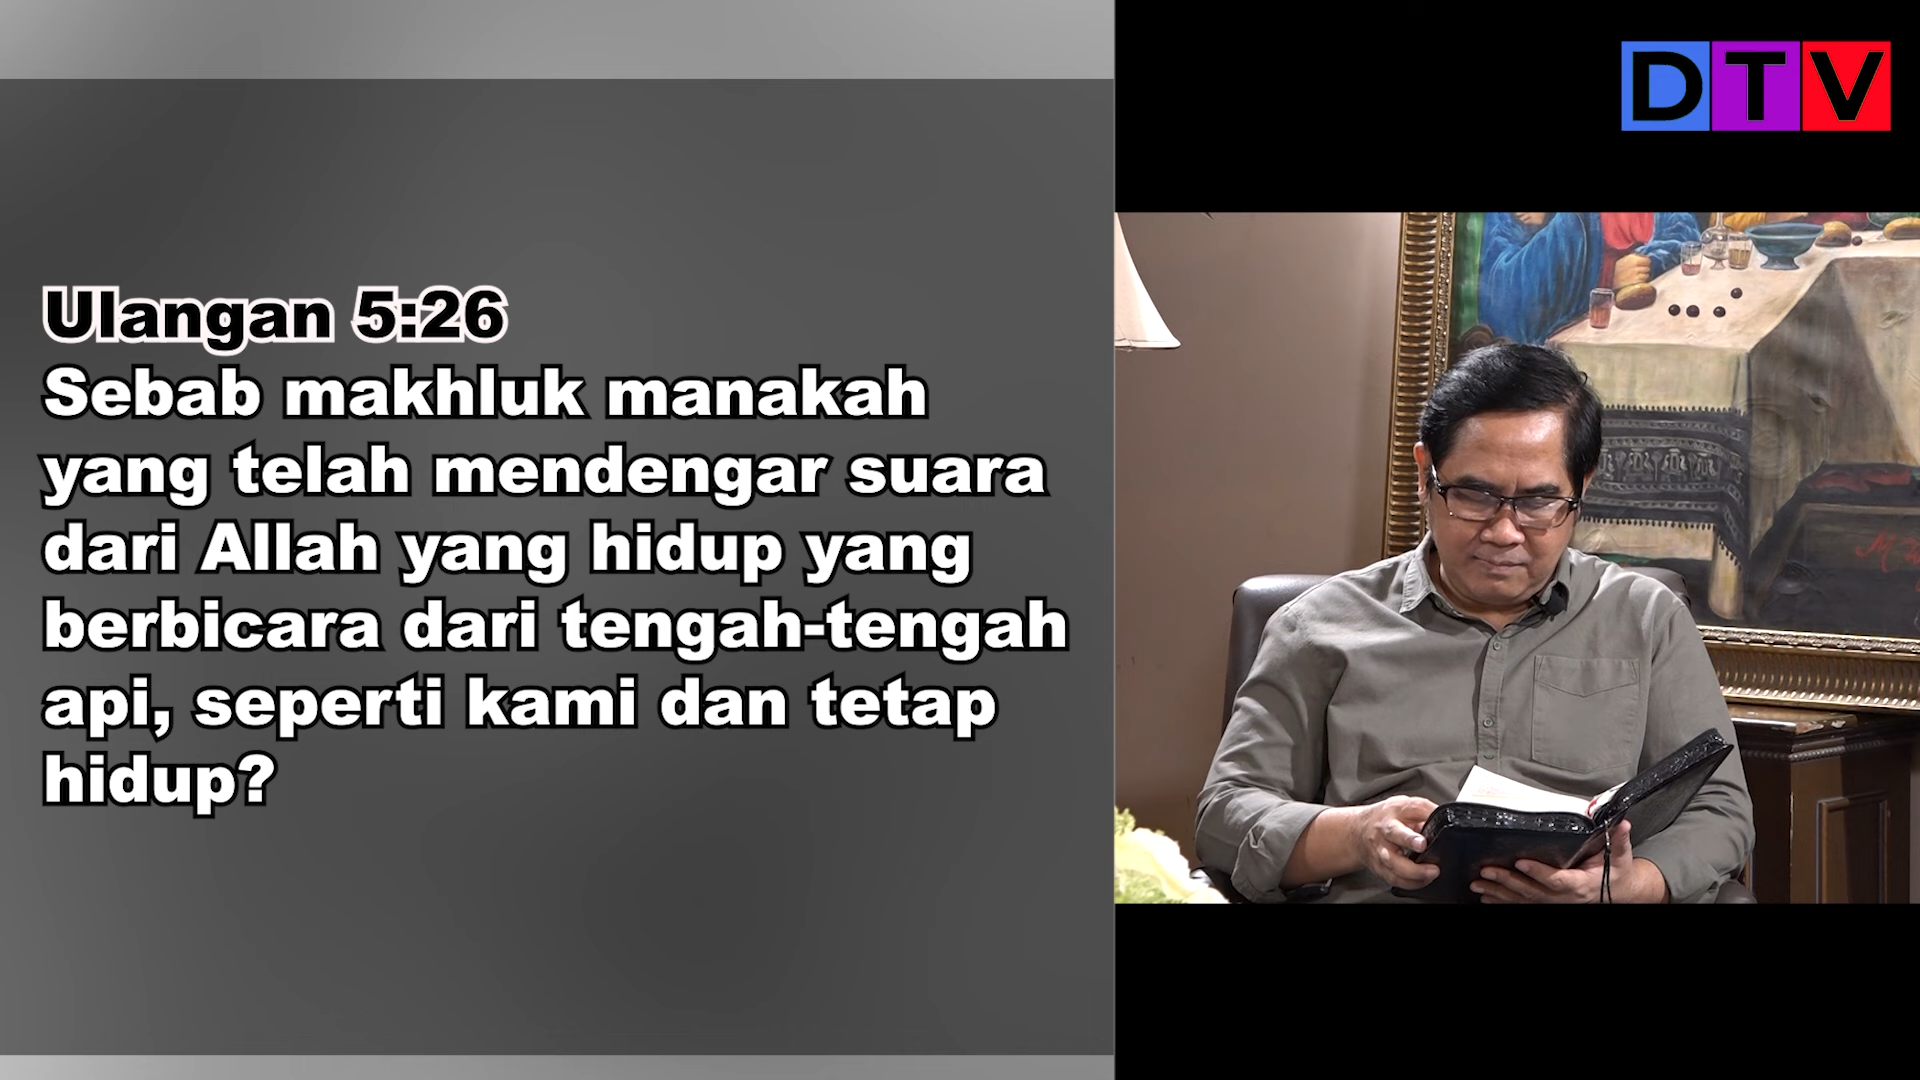 Ulangan 5:26
Sebab makhluk manakah
yang telah mendengar suara
dari Allah yang hidup yang
berbicara dari tengah-tengah
api, seperti kami dan tetap
hidup?
DTV